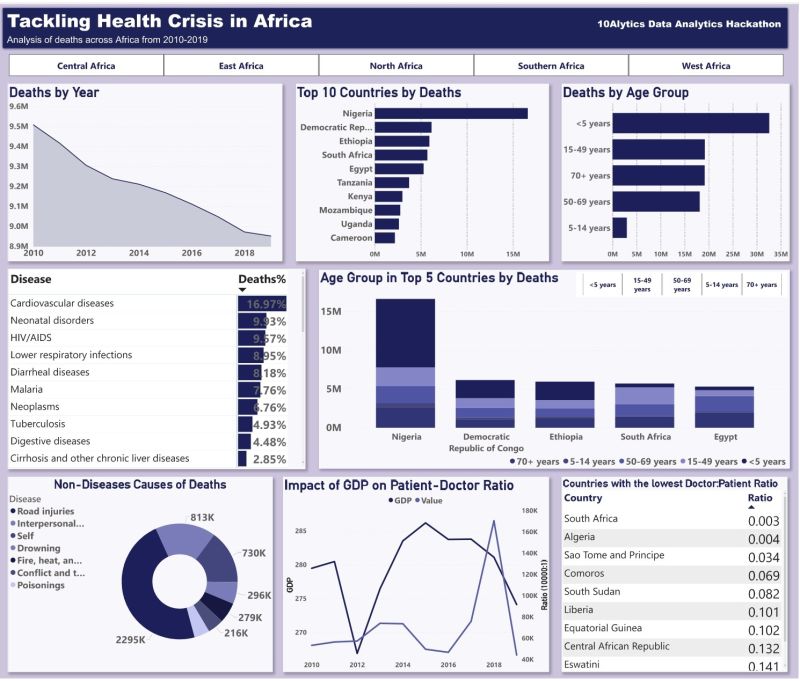 Tackling Health Crisis in Africa
10Alytics Data Analytics Hackathon
Analysis of deaths across Africa from 2010-2019
Central Africa
East Africa
North Africa
Southern Africa
West Africa
Deaths by Year
9.6M
9.5M
9.4M
9.3M
9.2M
9.1M
9.0M
8.9M
2010 2012 2014 2016 2018
Top 10 Countries by Deaths
Nigeria
Democratic Rep...
Ethiopia
South Africa
Egypt
Tanzania
Kenya
Mozambique
Uganda
Cameroon
0M 5M 10M 15M
Deaths by Age Group
<5 years
15-49 years
70+ years
50-69 years
5-14 years
0M 5M 10M 15M 20M 25M 30M 35M
Disease Deaths%
Cardiovascular diseases 16.97%
Neonatal disorders 9.93%
HIV/AIDS 9.57%
Lower respiratory infections 8.95%
Diarrheal diseases 8.18%
Malaria 7.76%
Neoplasms 6.76%
Tuberculosis 4.93%
Digestive diseases 4.48%
Cirrhosis and other chronic liver diseases 2.85%
Age Group in Top 5 Countries by Deaths
<5 years
15-49
years
50-69
years
5-14 years
70+ years
15M
10M
5M
0M
Nigeria
Democratic
Republic of Congo
Ethiopia
South Africa
Egypt
70+ years 5-14 years 50-69 years 15-49 years <5 years
Non-Diseases Causes of Deaths
Disease
Road injuries
Interpersonal...
Self
Drowning
Fire, heat, an...
Conflict and t...
Poisonings
813K
730K
296K
279K
216K
2295K
Impact of GDP on Patient-Doctor Ratio
GDP Value
GDP
285
280
275
270
2010 2012 2014 2016 2018
180K
160K
140K
120K
100K
80K
60K
40K
Ratio (10000:1)
Countries with the lowest Doctor:Patient Ratio
Country Ratio
South Africa 0.003
Algeria 0.004
Sao Tome and Principe 0.034
Comoros 0.069
South Sudan 0.082
Liberia 0.101
Equatorial Guinea 0.102
Central African Republic 0.132
Eswatini 0.141